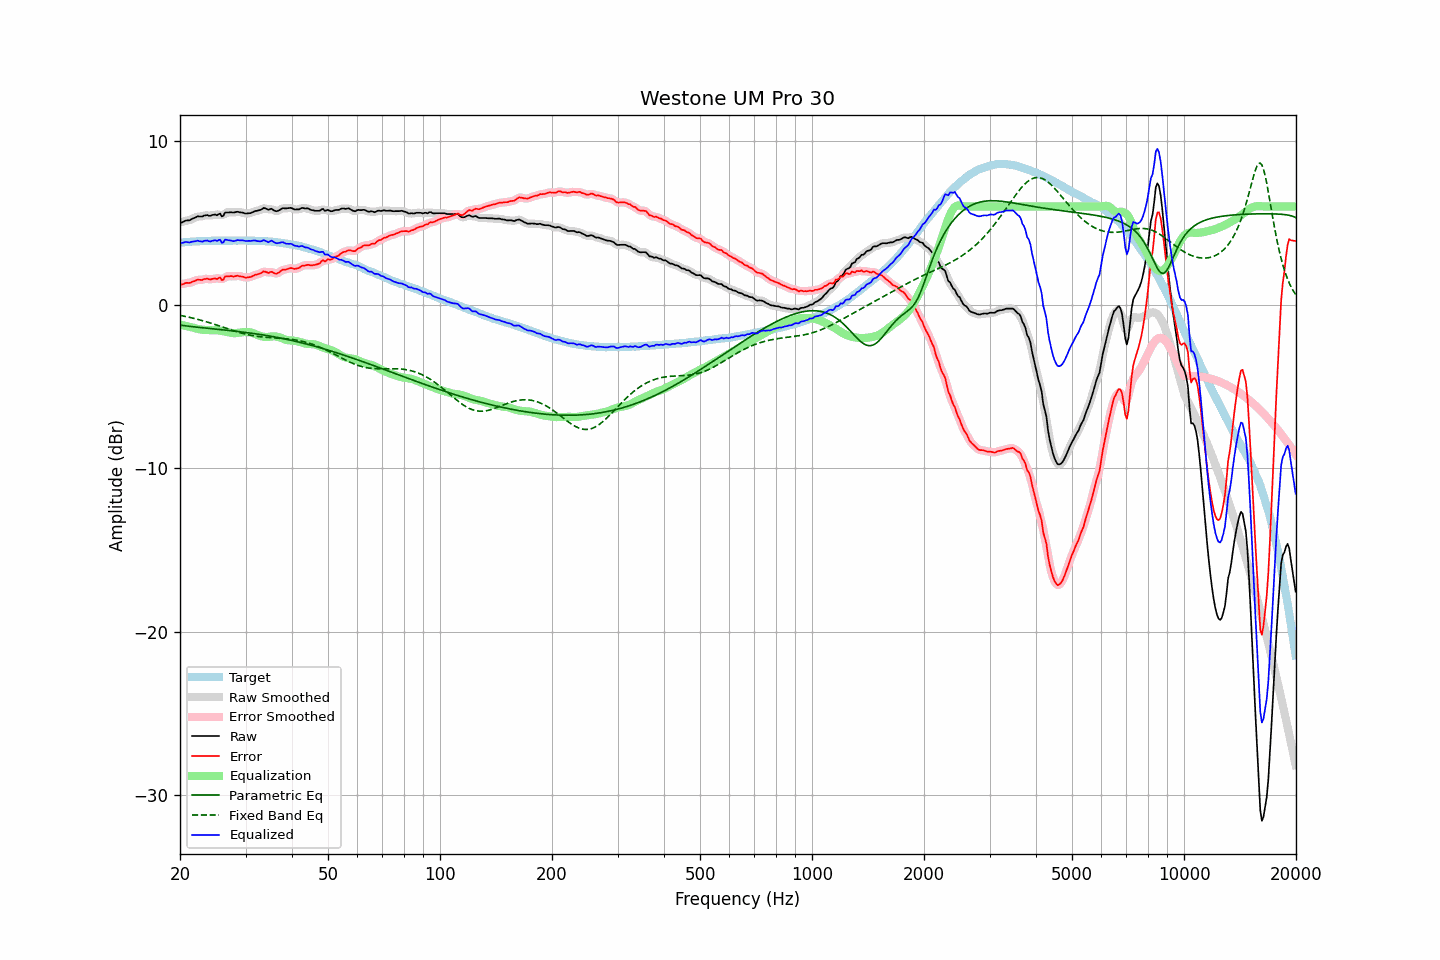 Westone UM Pro 30
10
0
−10
−20
−30
Amplitude (dBr)
Target
Raw Smoothed
Error Smoothed
Raw
Error
Equalization
Parametric Eq
Fixed Band Eq
Equalized
20 50 100 200 500 1000 2000 5000 10000 20000
Frequency (Hz)